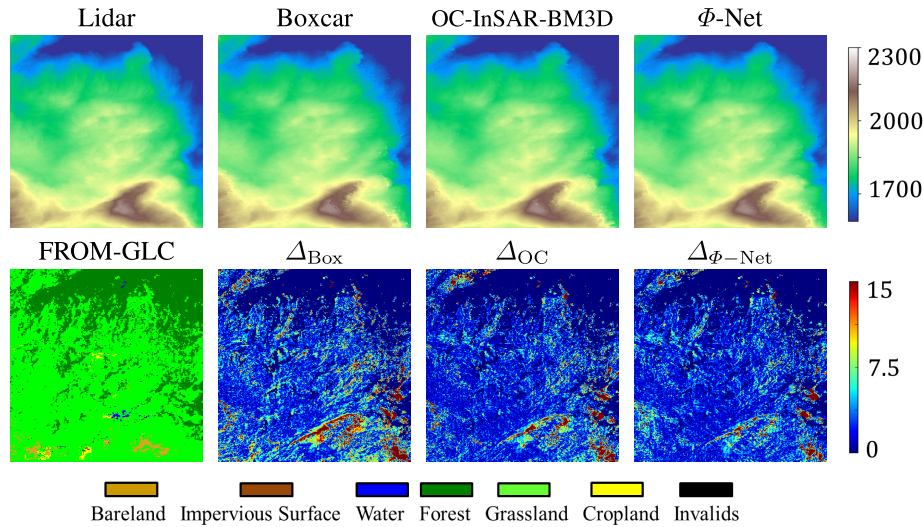 Lidar Boxcar OC-InSAR-BM3D Φ-Net
2300
2000
1700
FROM-GLC Δ_Box Δ_OC Δ_Φ−Net
15
7.5
0
Bareland Impervious Surface Water Forest Grassland Cropland Invalids